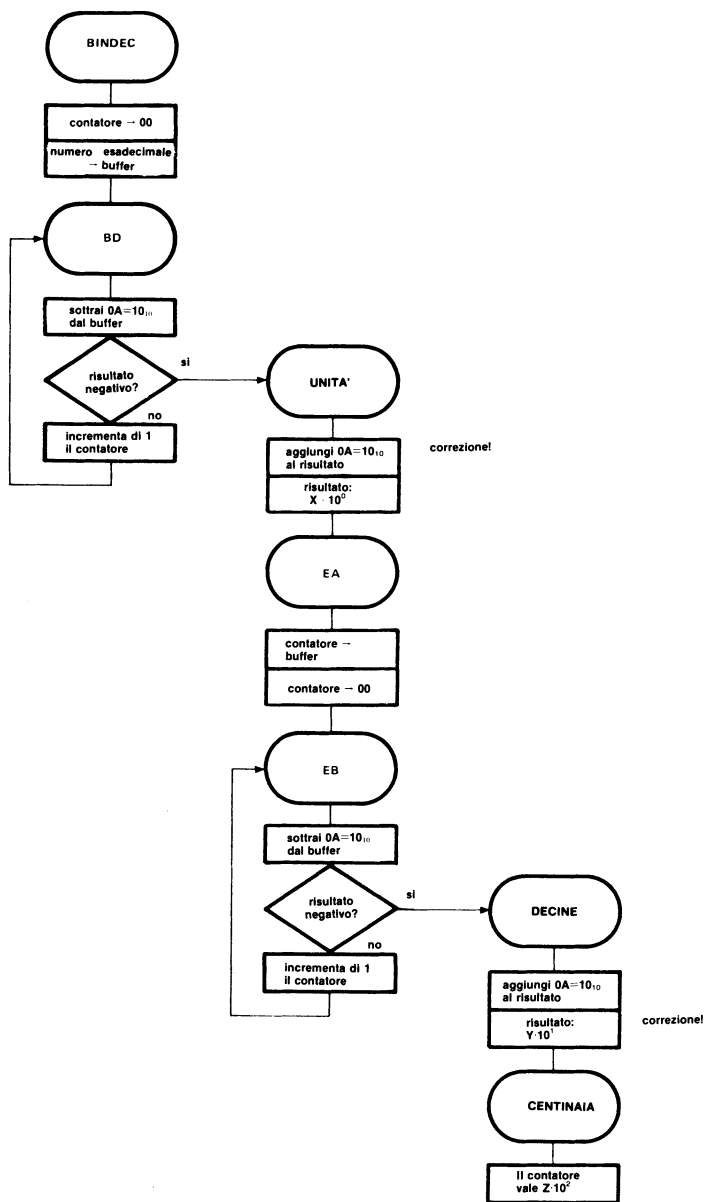 BINDEC
contatore → 00
numero esadecimale
→ buffer
BD
sottrai 0A=10₁₀
dal buffer
risultato
negativo?
si
no
incrementa di 1
il contatore
UNITA'
aggiungi 0A=10₁₀
al risultato
correzione!
risultato:
X · 10⁰
EA
contatore →
buffer
contatore → 00
EB
sottrai 0A=10₁₀
dal buffer
risultato
negativo?
si
no
incrementa di 1
il contatore
DECINE
aggiungi 0A=10₁₀
al risultato
risultato:
Y·10¹
correzione!
CENTINAIA
Il contatore
vale Z·10²